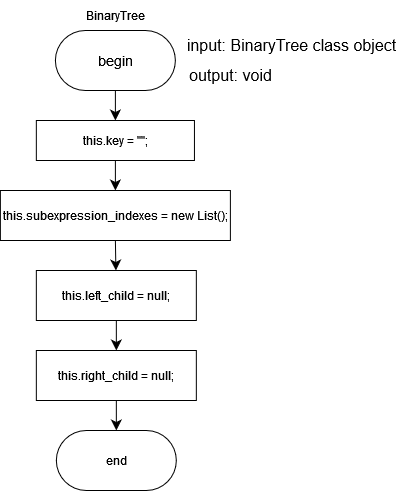 BinaryTree
begin
input: BinaryTree class object
output: void
this.key = "";
this.subexpression_indexes = new List();
this.left_child = null;
this.right_child = null;
end